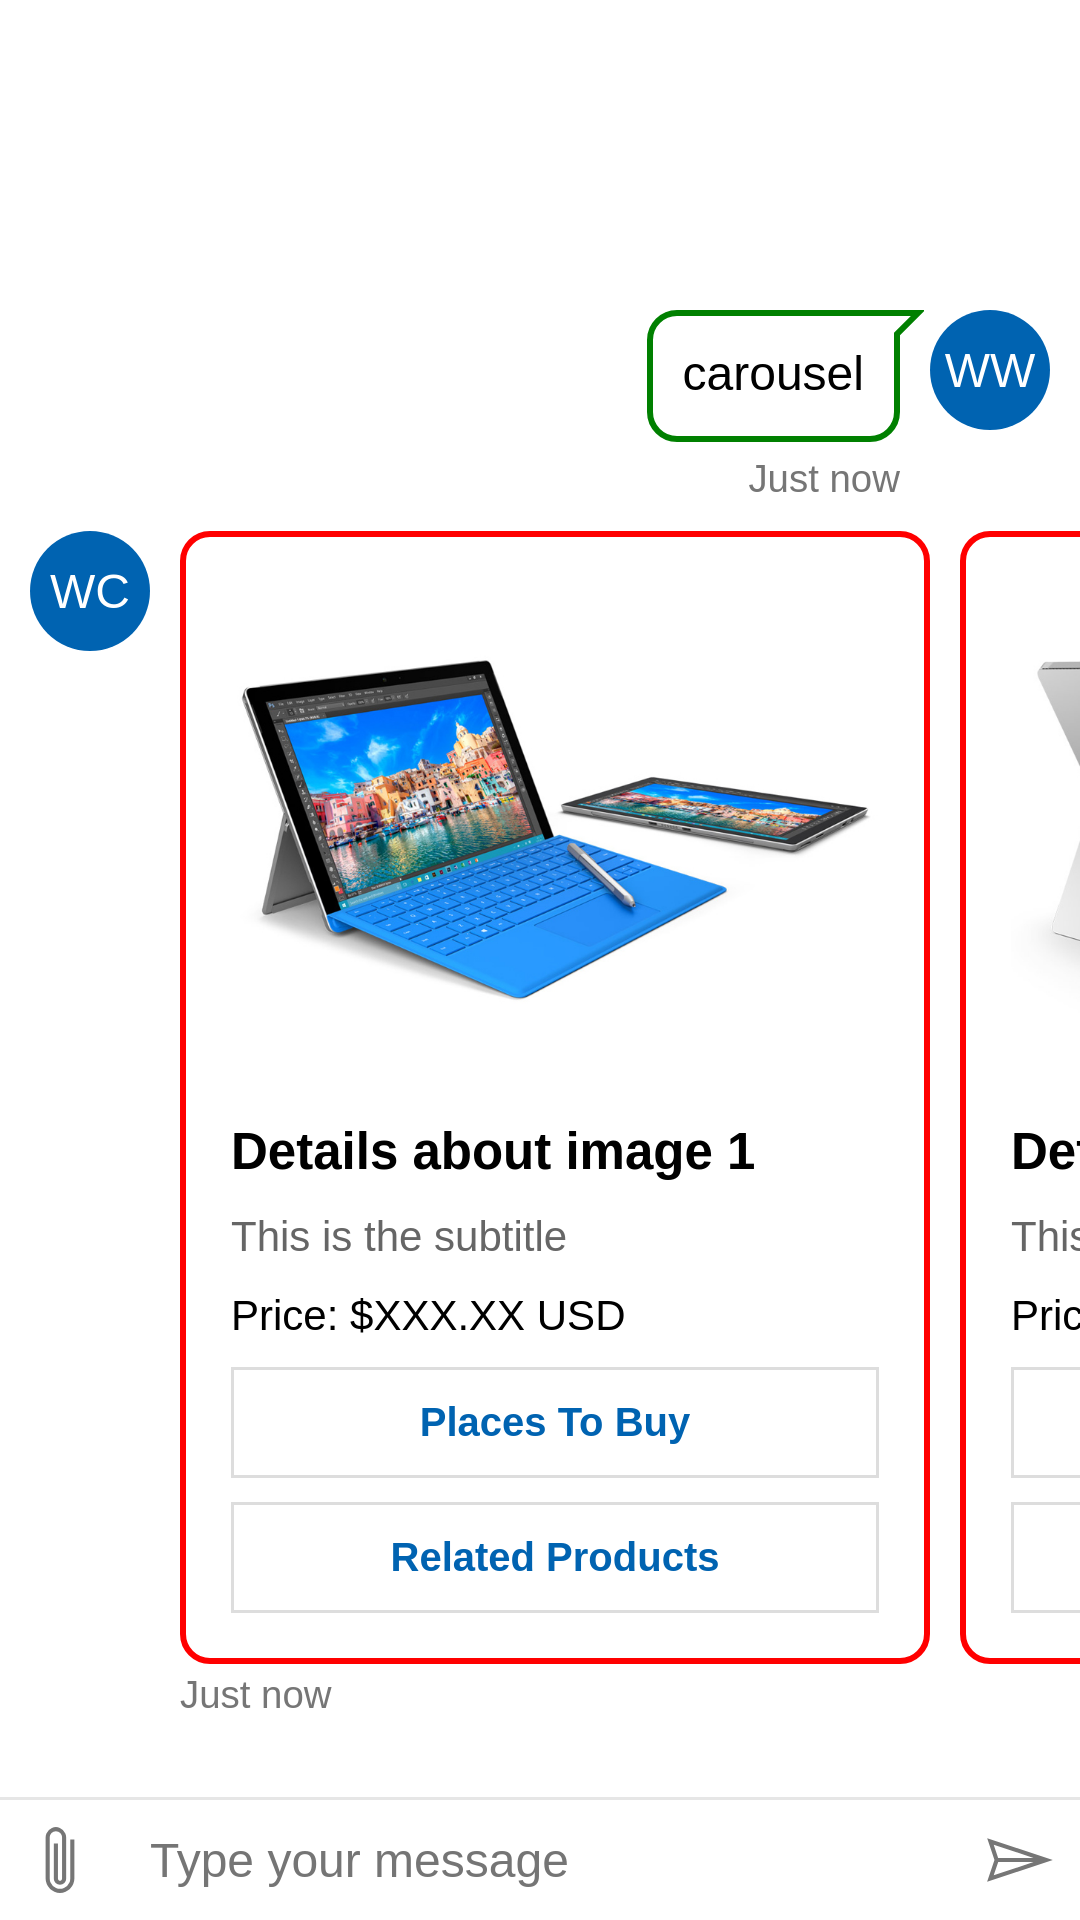 carousel
WW
Just now
WC
Details about image 1
This is the subtitle
Price: $XXX.XX USD
Places To Buy
Related Products
Det
This
Pric
Just now
Type your message